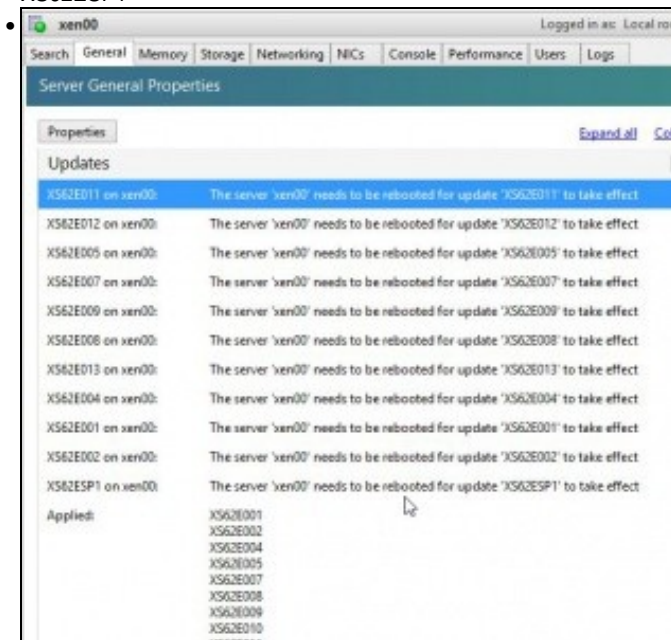 xen00 Logged in as: Local
Search General Memory Storage Networking NICs Console Performance Users Logs
Server General Properties
Properties Expand all
Updates
XS62E011 on xen00: The server 'xen00' needs to be rebooted for update 'XS62E011' to take effect
XS62E012 on xen00: The server 'xen00' needs to be rebooted for update 'XS62E012' to take effect
XS62E005 on xen00: The server 'xen00' needs to be rebooted for update 'XS62E005' to take effect
XS62E007 on xen00: The server 'xen00' needs to be rebooted for update 'XS62E007' to take effect
XS62E009 on xen00: The server 'xen00' needs to be rebooted for update 'XS62E009' to take effect
XS62E008 on xen00: The server 'xen00' needs to be rebooted for update 'XS62E008' to take effect
XS62E013 on xen00: The server 'xen00' needs to be rebooted for update 'XS62E013' to take effect
XS62E004 on xen00: The server 'xen00' needs to be rebooted for update 'XS62E004' to take effect
XS62E001 on xen00: The server 'xen00' needs to be rebooted for update 'XS62E001' to take effect
XS62E002 on xen00: The server 'xen00' needs to be rebooted for update 'XS62E002' to take effect
XS62ESP1 on xen00: The server 'xen00' needs to be rebooted for update 'XS62ESP1' to take effect
Applied: XS62E001
XS62E002
XS62E004
XS62E005
XS62E007
XS62E008
XS62E009
XS62E010